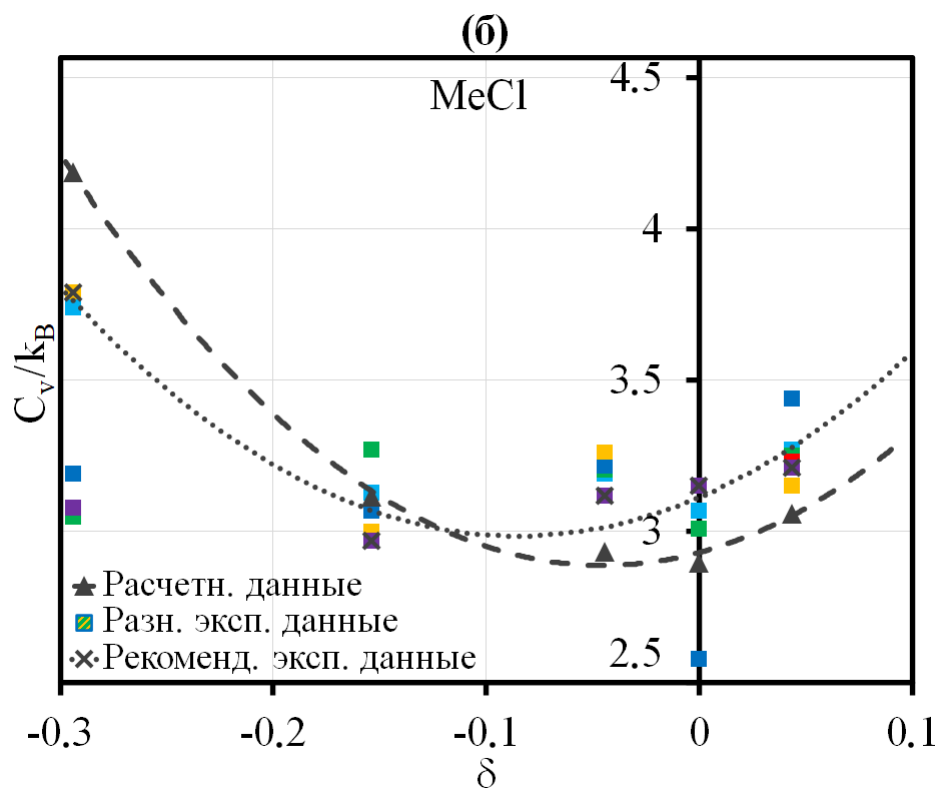 (б)
MeCl
4.5
4
3.5
3
2.5
Cᵥ/k_B
Расчетн. данные
Разн. эксп. данные
Рекоменд. эксп. данные
-0.3 -0.2 -0.1 0 0.1
δ